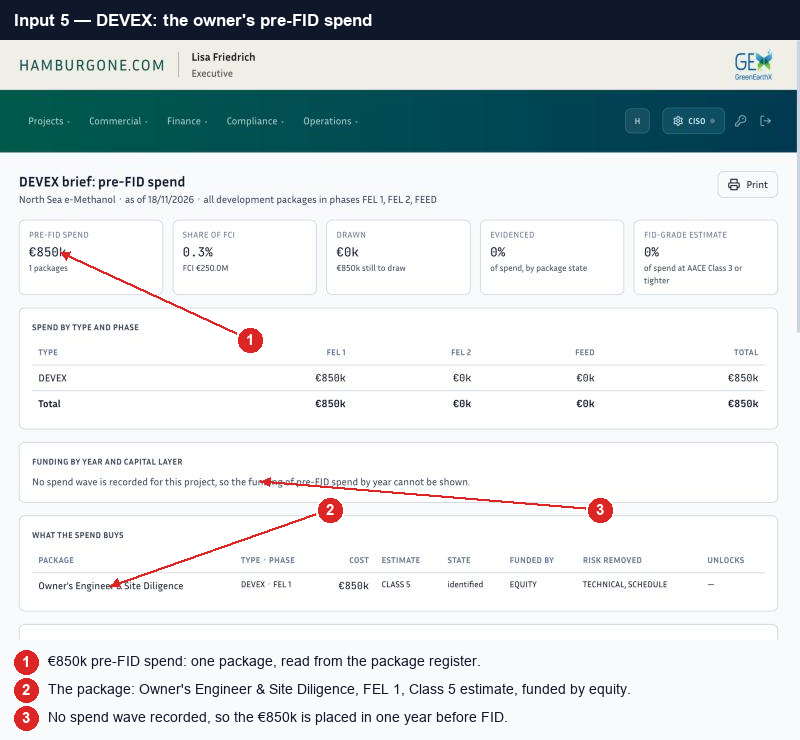 Input 5 — DEVEX: the owner's pre-FID spend
HAMBURGONE.COM
Lisa Friedrich
Executive
GEX
GreenEarthX
Projects
Commercial
Finance
Compliance
Operations
H
CISO
DEVEX brief: pre-FID spend
North Sea e-Methanol · as of 18/11/2026 · all development packages in phases FEL 1, FEL 2, FEED
Print
PRE-FID SPEND
€850k
1 packages
SHARE OF FCI
0.3%
FCI €250.0M
DRAWN
€0k
€850k still to draw
EVIDENCED
0%
of spend, by package state
FID-GRADE ESTIMATE
0%
of spend at AACE Class 3 or
tighter
SPEND BY TYPE AND PHASE
TYPE FEL 1 FEL 2 FEED TOTAL
DEVEX €850k €0k €0k €850k
Total €850k €0k €0k €850k
1
FUNDING BY YEAR AND CAPITAL LAYER
No spend wave is recorded for this project, so the funding of pre-FID spend by year cannot be shown.
2
3
WHAT THE SPEND BUYS
PACKAGE TYPE · PHASE COST ESTIMATE STATE FUNDED BY RISK REMOVED UNLOCKS
Owner's Engineer & Site Diligence DEVEX · FEL 1 €850k CLASS 5 identified EQUITY TECHNICAL, SCHEDULE —
1 €850k pre-FID spend: one package, read from the package register.
2 The package: Owner's Engineer & Site Diligence, FEL 1, Class 5 estimate, funded by equity.
3 No spend wave recorded, so the €850k is placed in one year before FID.